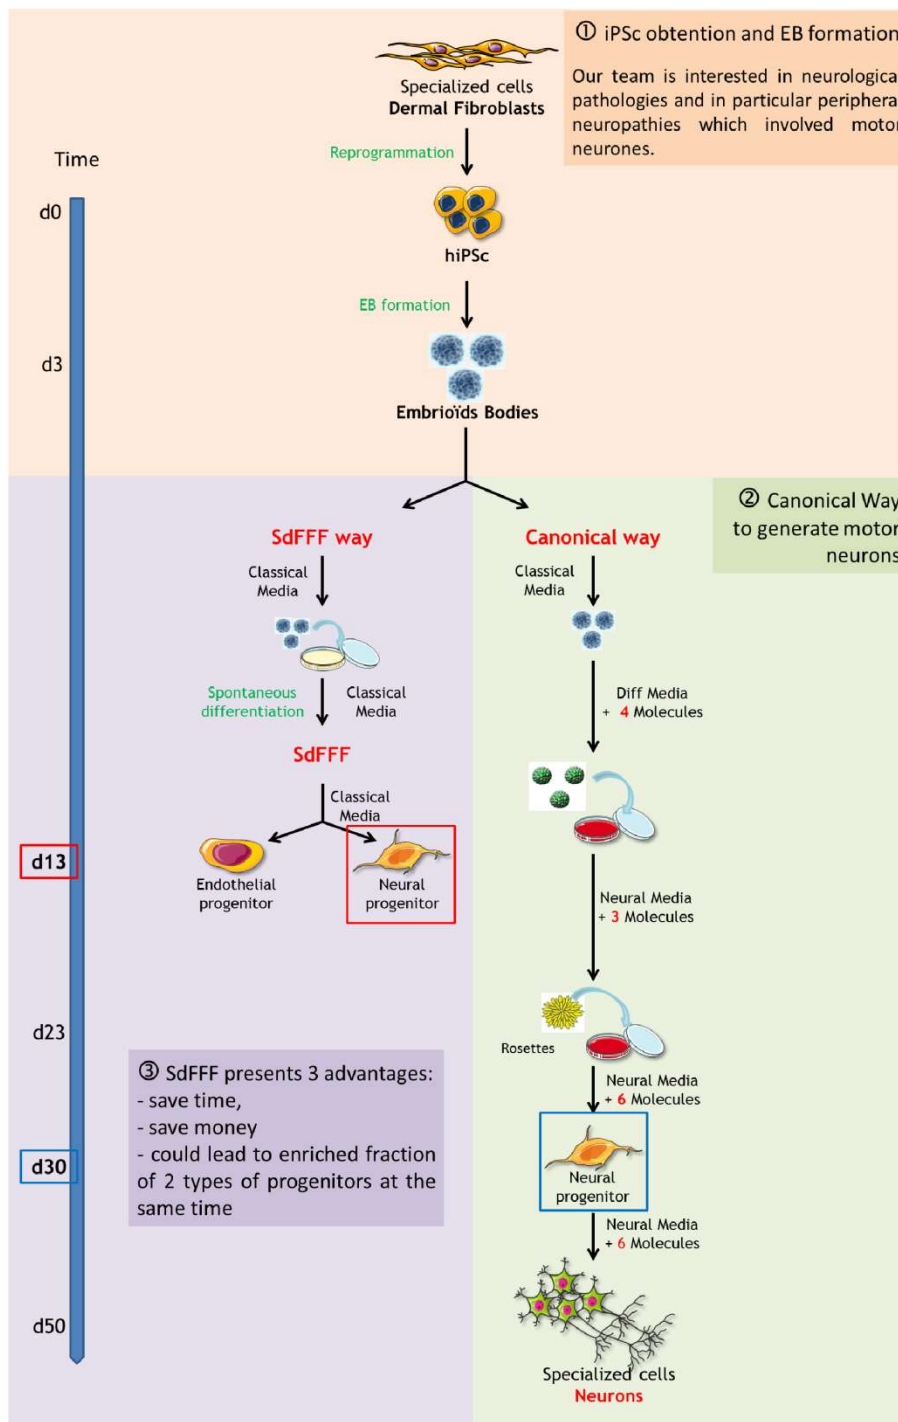 ① iPSc obtention and EB formation
Our team is interested in neurologica
pathologies and in particular periphera
neuropathies which involved motor
neurones.
Specialized cells
Dermal Fibroblasts
Reprogrammation
Time
d0
hiPSc
EB formation
d3
Embrioïds Bodies
② Canonical Way
to generate motor
neurons
SdFFF way
Canonical way
Classical
Media
Classical
Media
Spontaneous
differentiation
Classical
Media
Diff Media
+ 4 Molecules
SdFFF
Classical
Media
d13
Endothelial
progenitor
Neural
progenitor
Neural Media
+ 3 Molecules
d23
Rosettes
③ SdFFF presents 3 advantages:
- save time,
- save money
- could lead to enriched fraction
of 2 types of progenitors at the
same time
Neural Media
+ 6 Molecules
d30
Neural
progenitor
Neural Media
+ 6 Molecules
d50
Specialized cells
Neurons